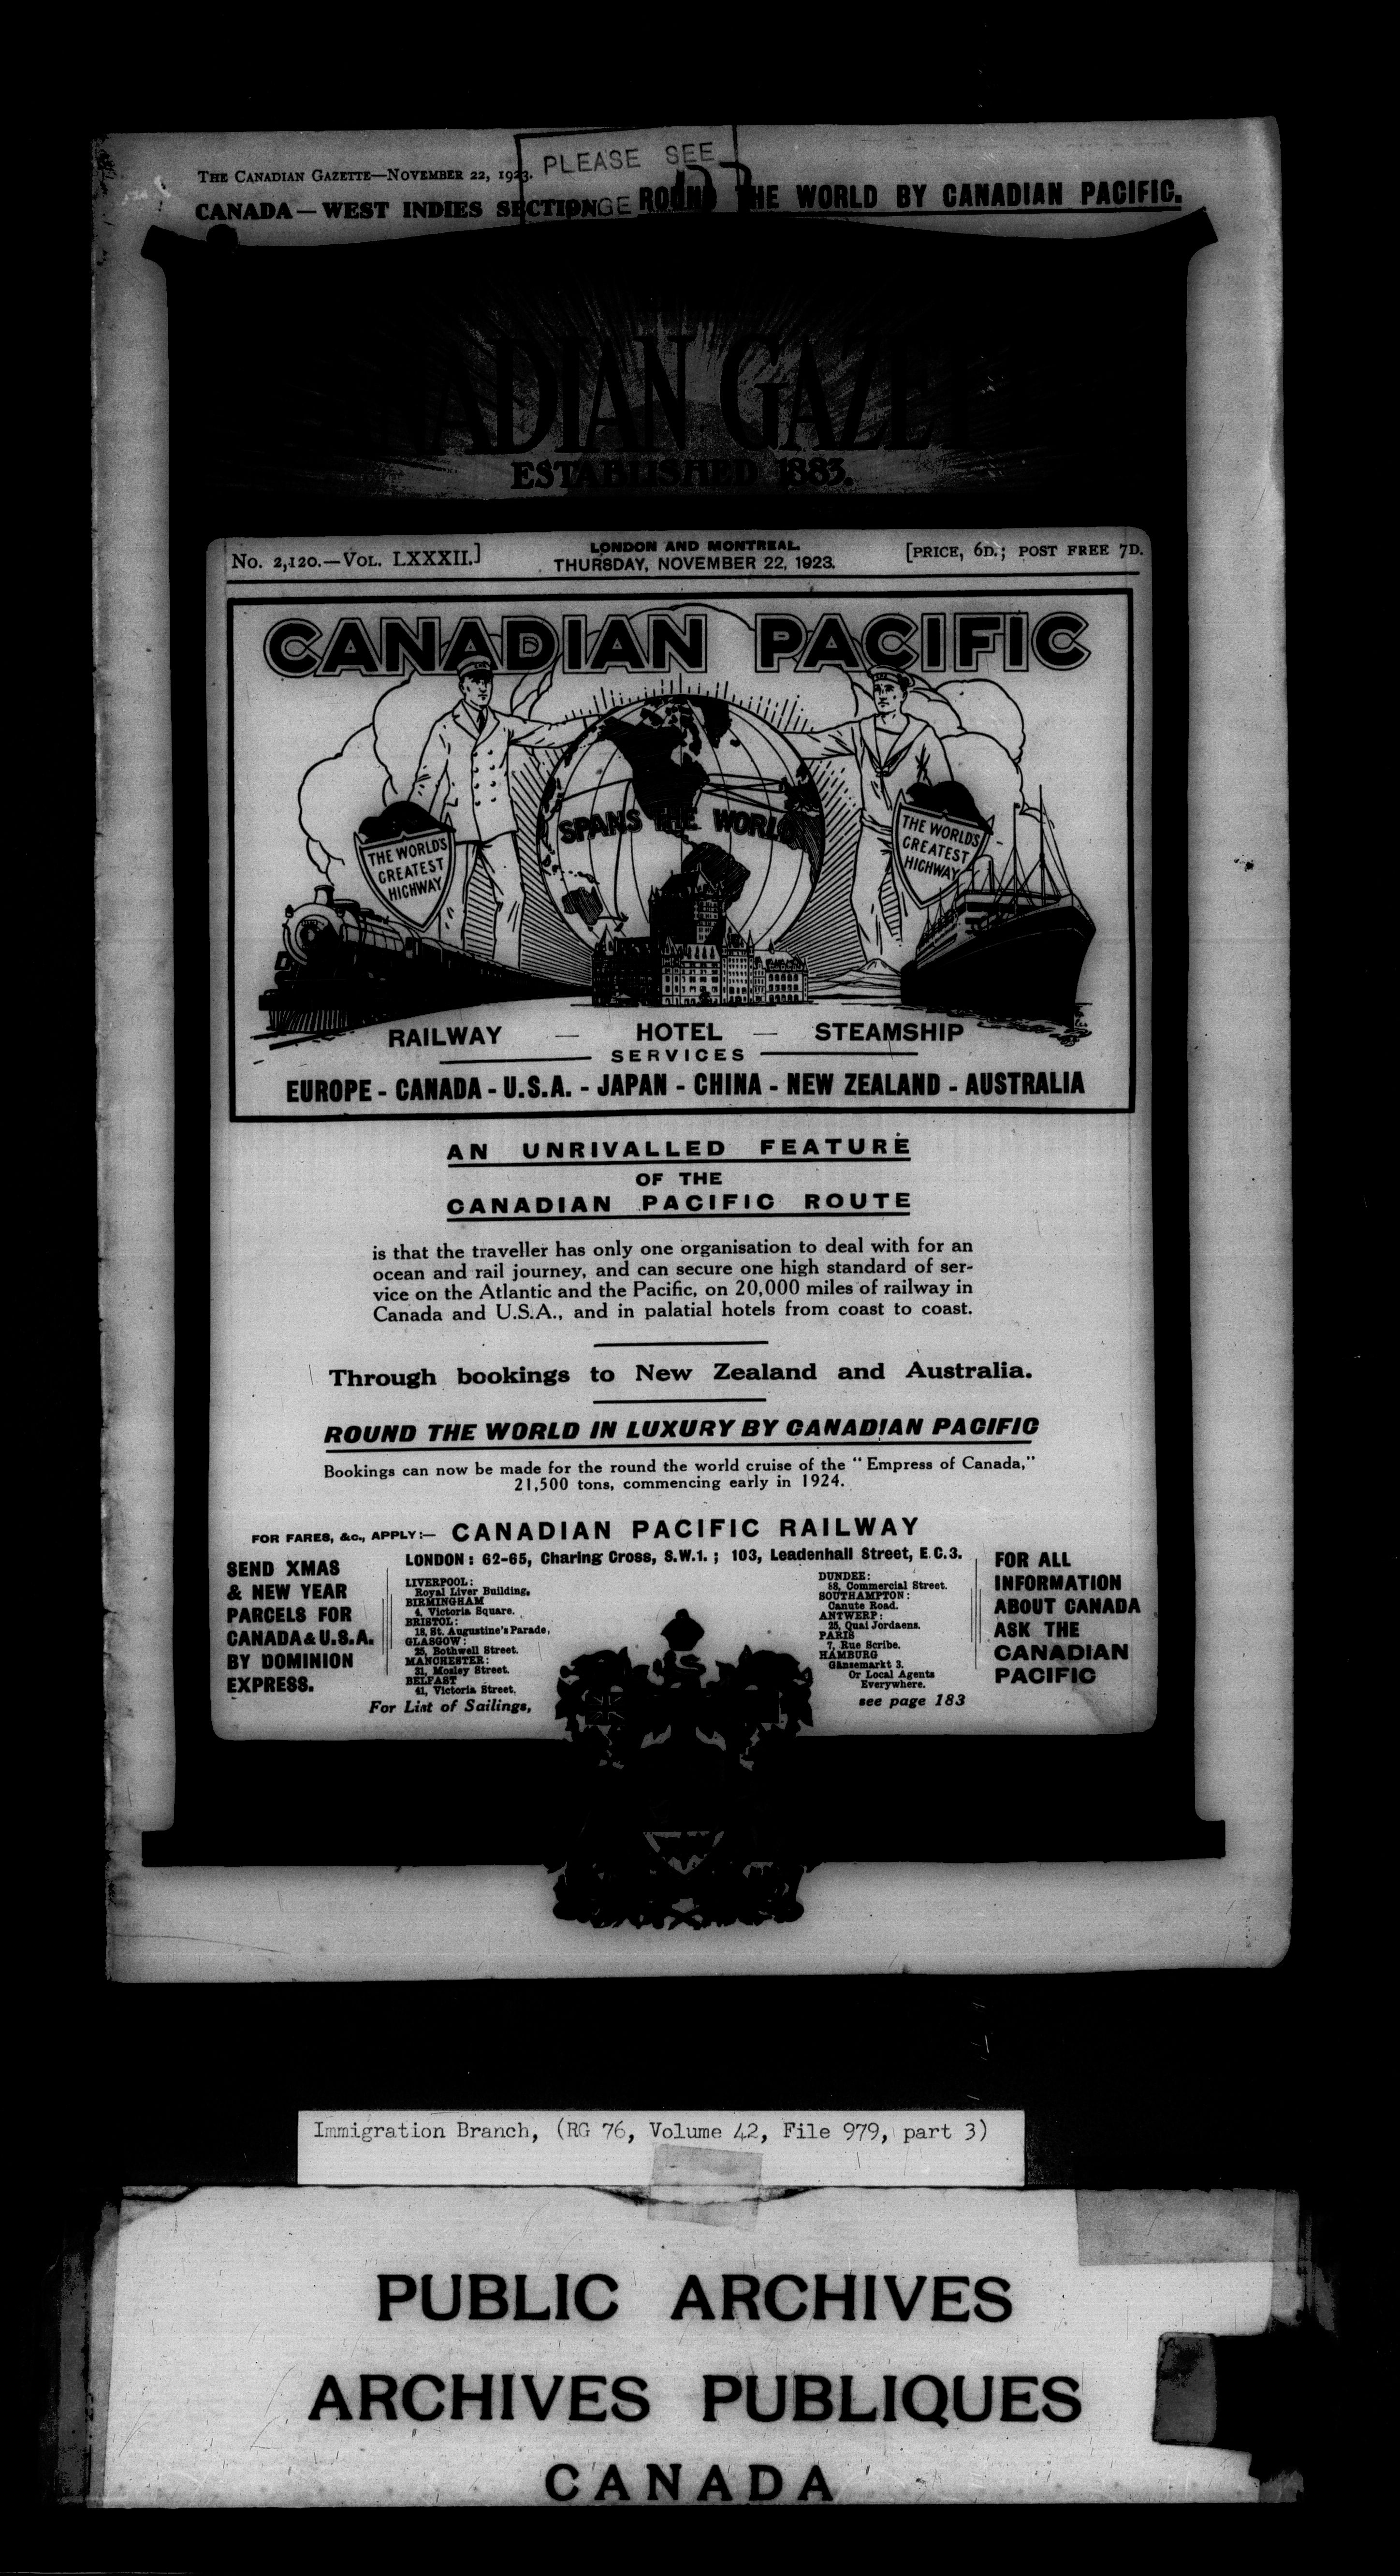 PLEASE SEE
THE CANADIAN GAZETTE—NOVEMBER 22, 1923.
CANADA—WEST INDIES SECTION
ROUND THE WORLD BY CANADIAN PACIFIC.
CANADIAN GAZETTE
ESTABLISHED 1883.
No. 2,120.—VOL. LXXXII.]
LONDON AND MONTREAL.
THURSDAY, NOVEMBER 22, 1923.
[PRICE, 6D.; POST FREE 7D.
CANADIAN PACIFIC
SPANS THE WORLD
THE WORLD'S
GREATEST
HIGHWAY
THE WORLD'S
GREATEST
HIGHWAY
RAILWAY — HOTEL — STEAMSHIP
SERVICES
EUROPE - CANADA - U.S.A. - JAPAN - CHINA - NEW ZEALAND - AUSTRALIA
AN UNRIVALLED FEATURE
OF THE
CANADIAN PACIFIC ROUTE
is that the traveller has only one organisation to deal with for an
ocean and rail journey, and can secure one high standard of ser-
vice on the Atlantic and the Pacific, on 20,000 miles of railway in
Canada and U.S.A., and in palatial hotels from coast to coast.
Through bookings to New Zealand and Australia.
ROUND THE WORLD IN LUXURY BY CANADIAN PACIFIC
Bookings can now be made for the round the world cruise of the "Empress of Canada,"
21,500 tons, commencing early in 1924.
FOR FARES, &c., APPLY:— CANADIAN PACIFIC RAILWAY
LONDON: 62-65, Charing Cross, S.W.1.; 103, Leadenhall Street, E.C.3.
SEND XMAS
& NEW YEAR
PARCELS FOR
CANADA & U.S.A.
BY DOMINION
EXPRESS.
LIVERPOOL:
Royal Liver Building.
BIRMINGHAM
4, Victoria Square.
BRISTOL:
18, St. Augustine's Parade,
GLASGOW:
25, Bothwell Street.
MANCHESTER:
31, Mosley Street.
BELFAST
41, Victoria Street.
For List of Sailings,
DUNDEE:
88, Commercial Street.
SOUTHAMPTON:
Canute Road.
ANTWERP:
25, Quai Jordaens.
PARIS
7, Rue Scribe.
HAMBURG
Gänsemarkt 3.
Or Local Agents
Everywhere.
see page 183
FOR ALL
INFORMATION
ABOUT CANADA
ASK THE
CANADIAN
PACIFIC
Immigration Branch, (RG 76, Volume 42, File 979, part 3)
PUBLIC ARCHIVES
ARCHIVES PUBLIQUES
CANADA